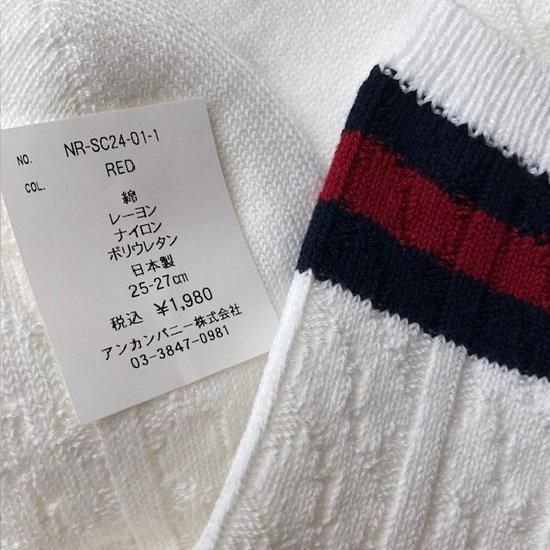 NO. NR-SC24-01-1
COL. RED
綿
レーヨン
ナイロン
ポリウレタン
日本製
25-27cm
税込 ¥1,980
アンカンパニー株式会社
03-3847-0981